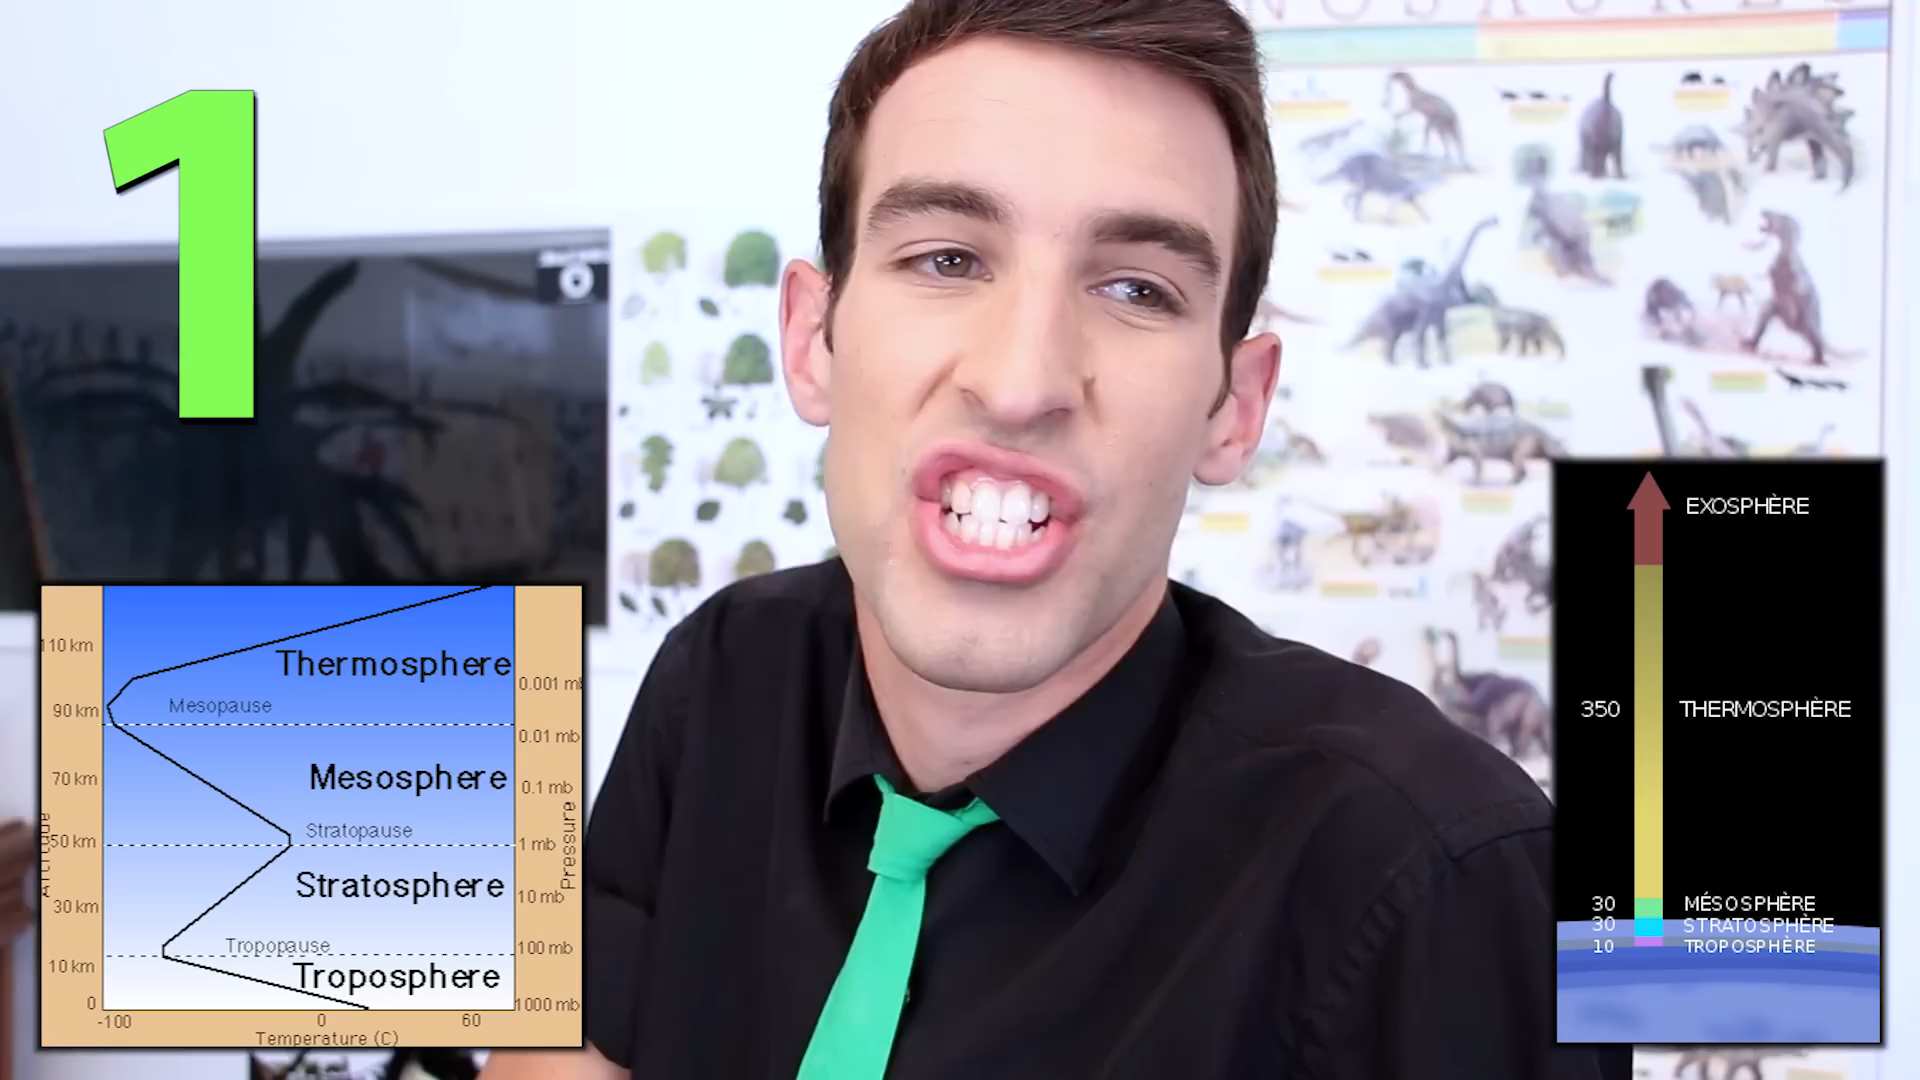 NOSAURES
1
110 km
Thermosphere
0.001 mb
Mesopause
90 km
0.01 mb
70 km
Mesosphere
0.1 mb
Altitude
Pressure
Stratopause
50 km
1 mb
Stratosphere
10 mb
30 km
Tropopause
100 mb
10 km
Troposphere
0
1000 mb
-100
0
60
Temperature (C)
EXOSPHÈRE
350
THERMOSPHÈRE
30
MÉSOSPHÈRE
30
STRATOSPHÈRE
10
TROPOSPHÈRE